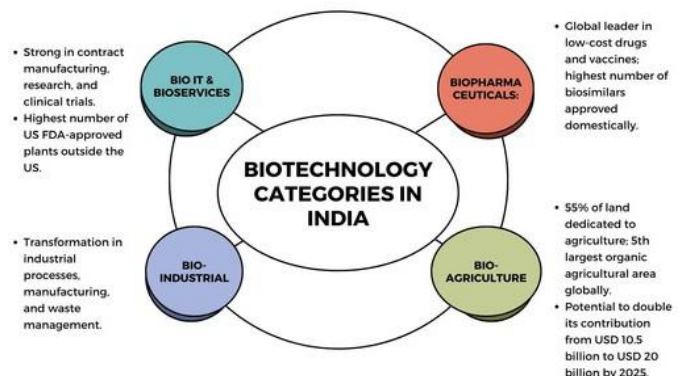 • Strong in contract
manufacturing,
research, and
clinical trials.
• Highest number of
US FDA-approved
plants outside the
US.
BIO IT &
BIOSERVICES
BIOPHARMA
CEUTICALS:
• Global leader in
low-cost drugs
and vaccines;
highest number of
biosimilars
approved
domestically.
BIOTECHNOLOGY
CATEGORIES IN
INDIA
• Transformation in
industrial
processes,
manufacturing,
and waste
management.
BIO-
INDUSTRIAL
BIO-
AGRICULTURE
• 55% of land
dedicated to
agriculture; 5th
largest organic
agricultural area
globally.
• Potential to double
its contribution
from USD 10.5
billion to USD 20
billion by 2025.